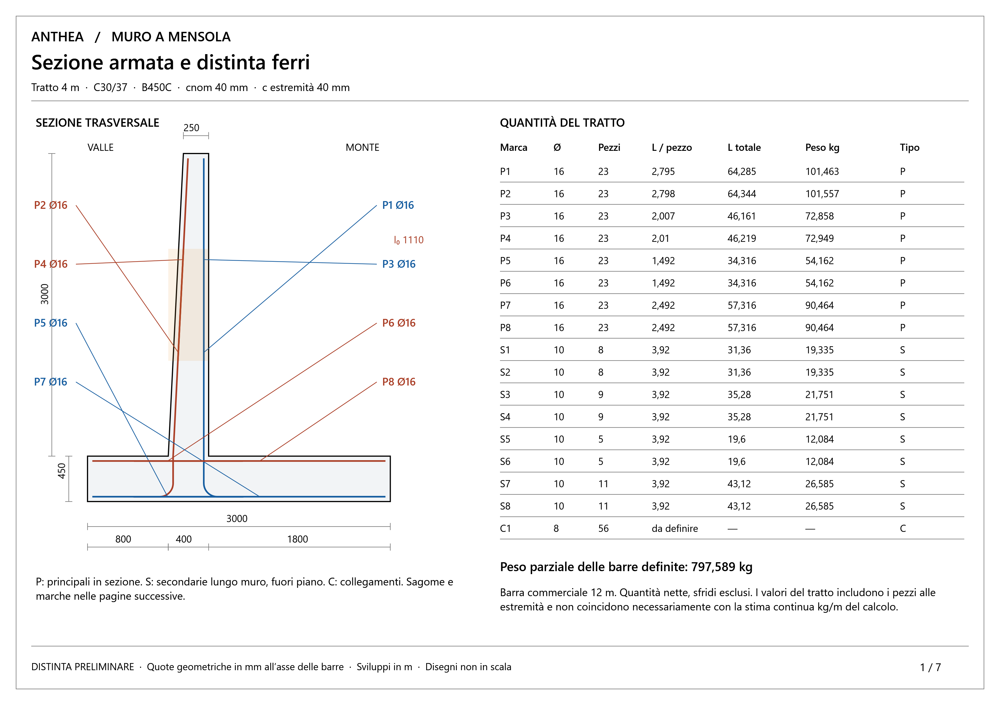 ANTHEA / MURO A MENSOLA
Sezione armata e distinta ferri
Tratto 4 m · C30/37 · B450C · cnom 40 mm · c estremità 40 mm
SEZIONE TRASVERSALE
250
VALLE
MONTE
P2 Ø16
P1 Ø16
l₀ 1110
P4 Ø16
P3 Ø16
3000
P5 Ø16
P6 Ø16
P7 Ø16
P8 Ø16
450
3000
800
400
1800
P: principali in sezione. S: secondarie lungo muro, fuori piano. C: collegamenti. Sagome e
marche nelle pagine successive.
QUANTITÀ DEL TRATTO
Marca Ø Pezzi L / pezzo L totale Peso kg Tipo
P1 16 23 2,795 64,285 101,463 P
P2 16 23 2,798 64,344 101,557 P
P3 16 23 2,007 46,161 72,858 P
P4 16 23 2,01 46,219 72,949 P
P5 16 23 1,492 34,316 54,162 P
P6 16 23 1,492 34,316 54,162 P
P7 16 23 2,492 57,316 90,464 P
P8 16 23 2,492 57,316 90,464 P
S1 10 8 3,92 31,36 19,335 S
S2 10 8 3,92 31,36 19,335 S
S3 10 9 3,92 35,28 21,751 S
S4 10 9 3,92 35,28 21,751 S
S5 10 5 3,92 19,6 12,084 S
S6 10 5 3,92 19,6 12,084 S
S7 10 11 3,92 43,12 26,585 S
S8 10 11 3,92 43,12 26,585 S
C1 8 56 da definire — — C
Peso parziale delle barre definite: 797,589 kg
Barra commerciale 12 m. Quantità nette, sfridi esclusi. I valori del tratto includono i pezzi alle
estremità e non coincidono necessariamente con la stima continua kg/m del calcolo.
DISTINTA PRELIMINARE · Quote geometriche in mm all’asse delle barre · Sviluppi in m · Disegni non in scala
1 / 7